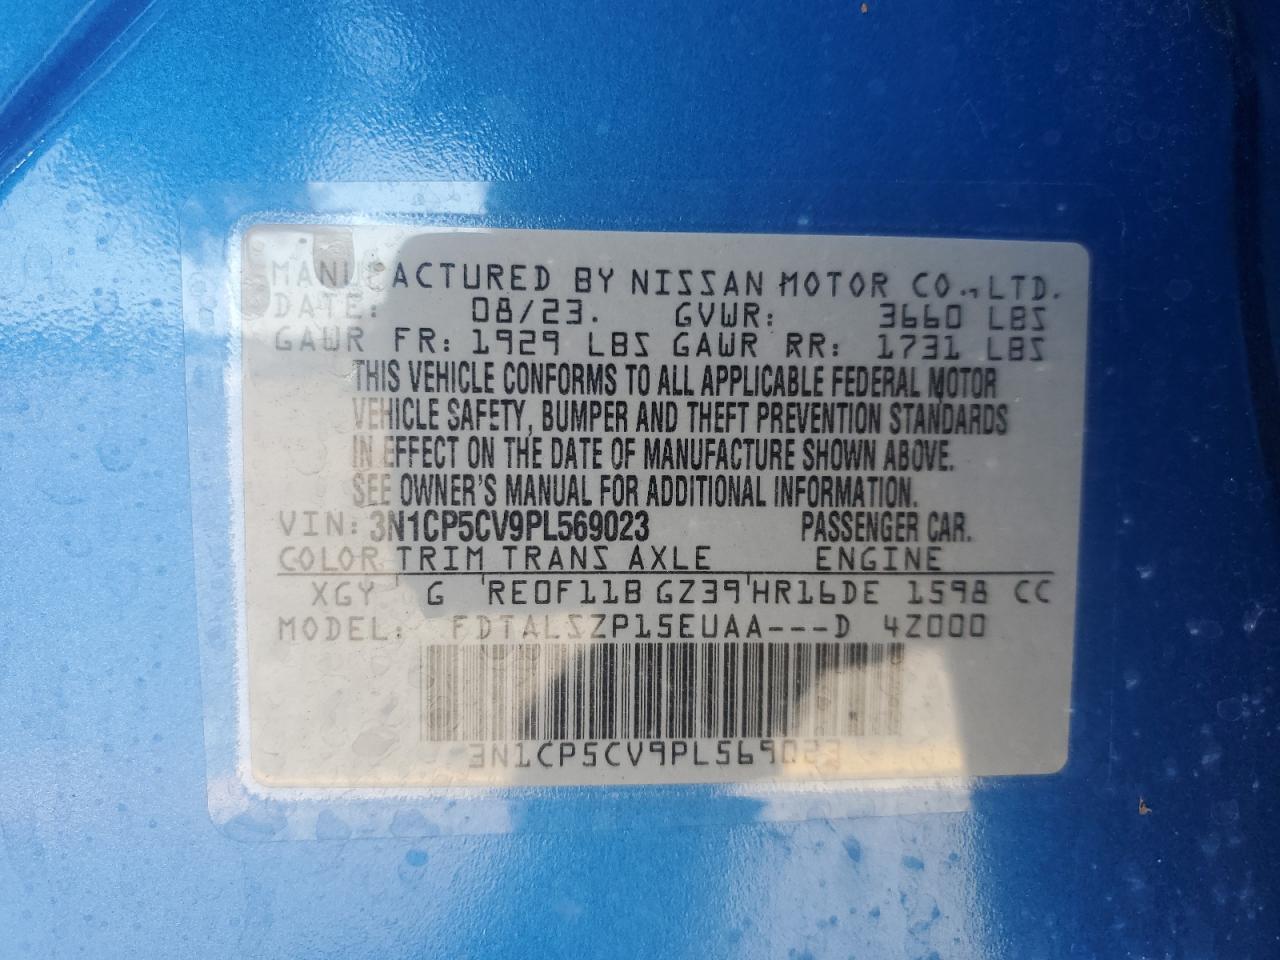 MANUFACTURED BY NISSAN MOTOR CO., LTD.
DATE: 08/23. GVWR: 3660 LBS
GAWR FR: 1929 LBS GAWR RR: 1731 LBS
THIS VEHICLE CONFORMS TO ALL APPLICABLE FEDERAL MOTOR
VEHICLE SAFETY, BUMPER AND THEFT PREVENTION STANDARDS
IN EFFECT ON THE DATE OF MANUFACTURE SHOWN ABOVE.
SEE OWNER'S MANUAL FOR ADDITIONAL INFORMATION.
VIN: 3N1CP5CV9PL569023 PASSENGER CAR.
COLOR TRIM TRANS AXLE ENGINE
XGY G RE0F11B GZ39 HR16DE 1598 CC
MODEL: FDTALSZP15EUAA---D 4Z000
3N1CP5CV9PL569023